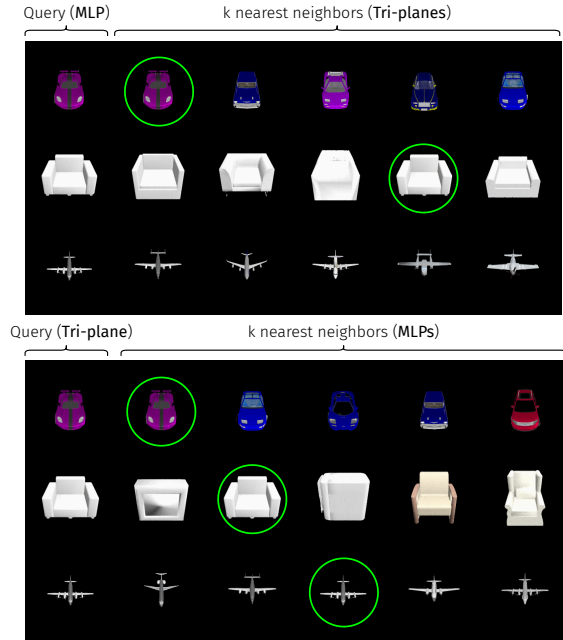 Query (MLP) k nearest neighbors (Tri-planes)
Query (Tri-plane) k nearest neighbors (MLPs)